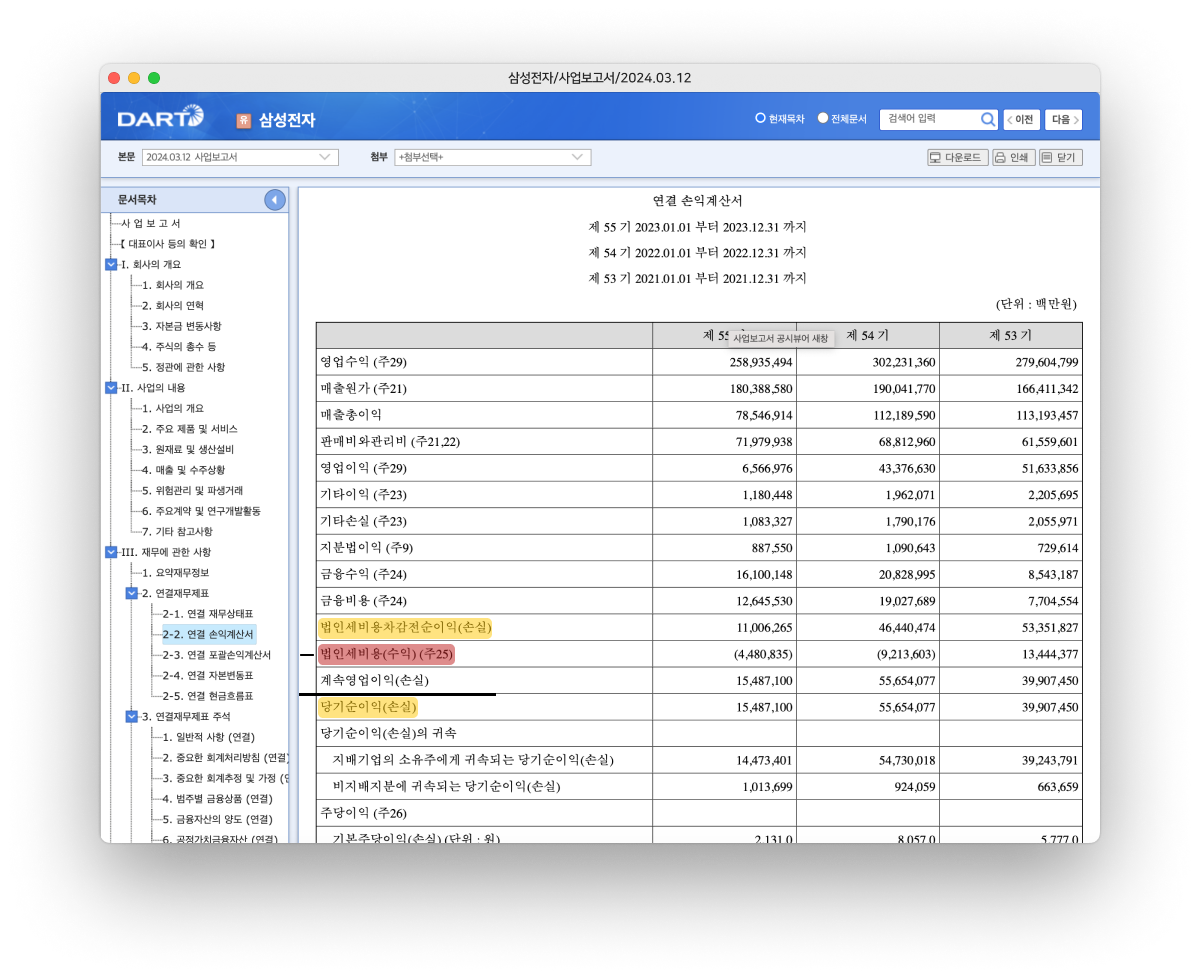 삼성전자/사업보고서/2024.03.12
DART
유 삼성전자
현재목차 전체문서 검색어 입력 이전 다음
본문 2024.03.12 사업보고서 첨부 +첨부선택+ 다운로드 인쇄 닫기
문서목차
사 업 보 고 서
【 대표이사 등의 확인 】
I. 회사의 개요
1. 회사의 개요
2. 회사의 연혁
3. 자본금 변동사항
4. 주식의 총수 등
5. 정관에 관한 사항
II. 사업의 내용
1. 사업의 개요
2. 주요 제품 및 서비스
3. 원재료 및 생산설비
4. 매출 및 수주상황
5. 위험관리 및 파생거래
6. 주요계약 및 연구개발활동
7. 기타 참고사항
III. 재무에 관한 사항
1. 요약재무정보
2. 연결재무제표
2-1. 연결 재무상태표
2-2. 연결 손익계산서
2-3. 연결 포괄손익계산서
2-4. 연결 자본변동표
2-5. 연결 현금흐름표
3. 연결재무제표 주석
1. 일반적 사항 (연결)
2. 중요한 회계처리방침 (연결)
3. 중요한 회계추정 및 가정 (연
4. 범주별 금융상품 (연결)
5. 금융자산의 양도 (연결)
6. 공정가치금융자산 (연결)
연결 손익계산서
제 55 기 2023.01.01 부터 2023.12.31 까지
제 54 기 2022.01.01 부터 2022.12.31 까지
제 53 기 2021.01.01 부터 2021.12.31 까지
(단위 : 백만원)
제 55 제 54 기 제 53 기
사업보고서 공시뷰어 새창
영업수익 (주29) 258,935,494 302,231,360 279,604,799
매출원가 (주21) 180,388,580 190,041,770 166,411,342
매출총이익 78,546,914 112,189,590 113,193,457
판매비와관리비 (주21,22) 71,979,938 68,812,960 61,559,601
영업이익 (주29) 6,566,976 43,376,630 51,633,856
기타이익 (주23) 1,180,448 1,962,071 2,205,695
기타손실 (주23) 1,083,327 1,790,176 2,055,971
지분법이익 (주9) 887,550 1,090,643 729,614
금융수익 (주24) 16,100,148 20,828,995 8,543,187
금융비용 (주24) 12,645,530 19,027,689 7,704,554
법인세비용차감전순이익(손실) 11,006,265 46,440,474 53,351,827
법인세비용(수익) (주25) (4,480,835) (9,213,603) 13,444,377
계속영업이익(손실) 15,487,100 55,654,077 39,907,450
당기순이익(손실) 15,487,100 55,654,077 39,907,450
당기순이익(손실)의 귀속
지배기업의 소유주에게 귀속되는 당기순이익(손실) 14,473,401 54,730,018 39,243,791
비지배지분에 귀속되는 당기순이익(손실) 1,013,699 924,059 663,659
주당이익 (주26)
기본주당이익(손실) (단위 : 원) 2,131.0 8,057.0 5,777.0